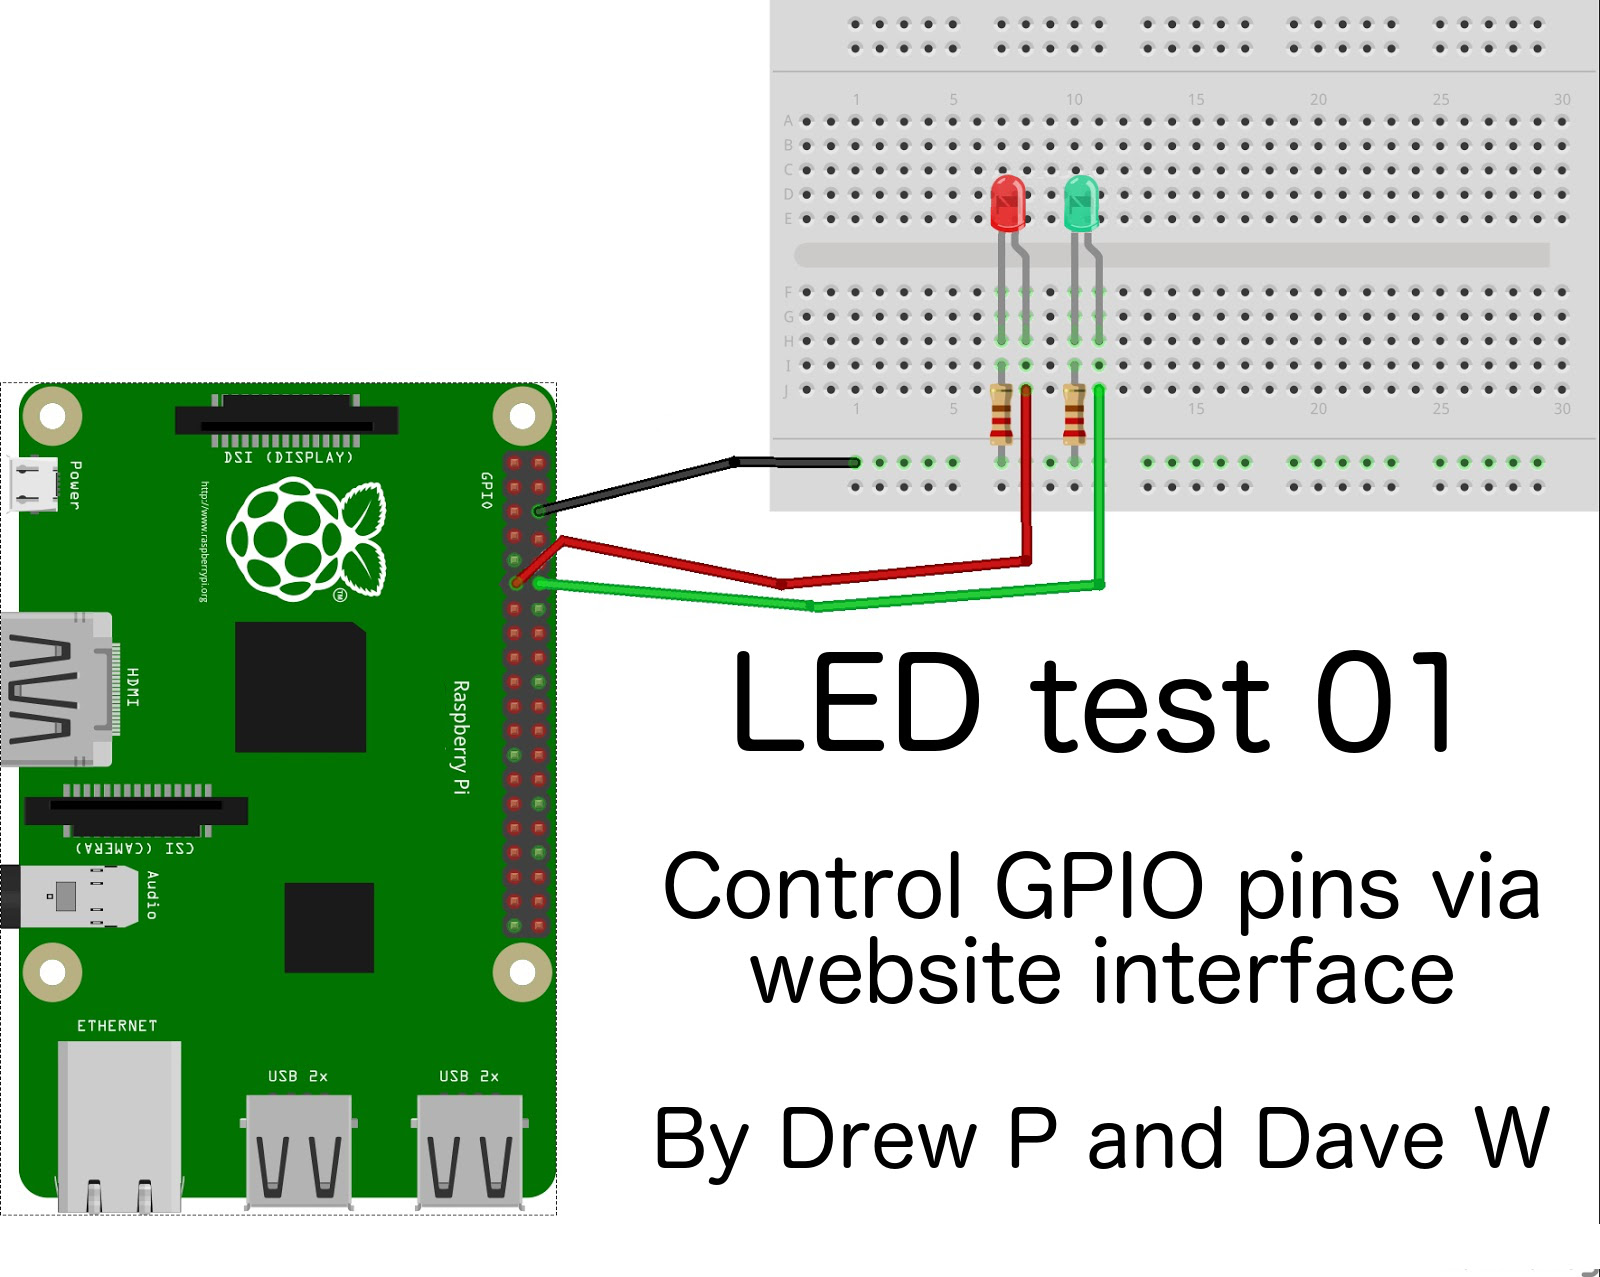 1 5 10 15 20 25 30
A
B
C
D
E
F
G
H
I
J
1 5 15 20 25 30
DSI (DISPLAY)
Power
GPIO
http://www.raspberrypi.org
TM
HDMI
Raspberry Pi
LED test 01
CSI (CAMERA)
Control GPIO pins via
website interface
Audio
ETHERNET
USB 2x
USB 2x
By Drew P and Dave W